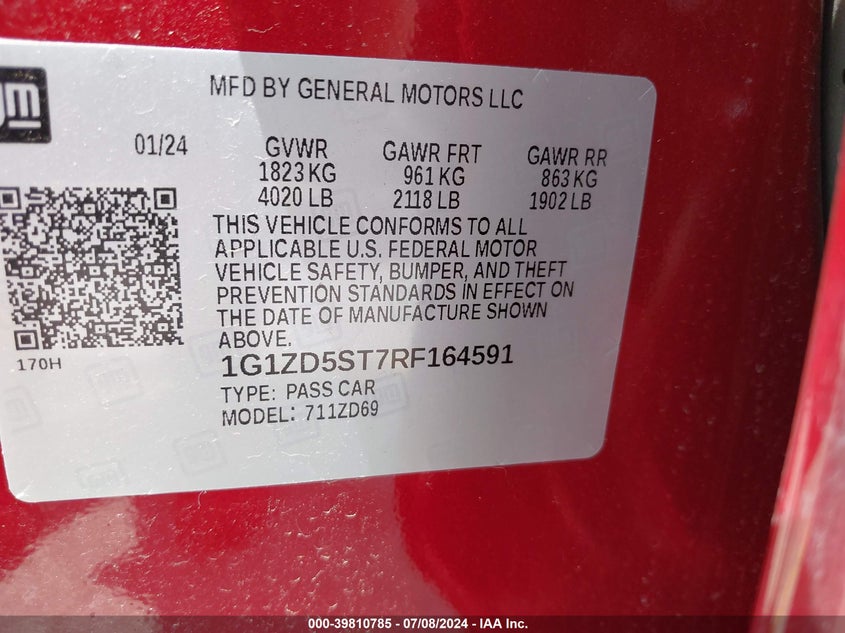 gm
MFD BY GENERAL MOTORS LLC
01/24 GVWR GAWR FRT GAWR RR
1823 KG 961 KG 863 KG
4020 LB 2118 LB 1902 LB
THIS VEHICLE CONFORMS TO ALL
APPLICABLE U.S. FEDERAL MOTOR
VEHICLE SAFETY, BUMPER, AND THEFT
PREVENTION STANDARDS IN EFFECT ON
THE DATE OF MANUFACTURE SHOWN
ABOVE.
170H
1G1ZD5ST7RF164591
TYPE: PASS CAR
MODEL: 711ZD69
000-39810785 - 07/08/2024 - IAA Inc.